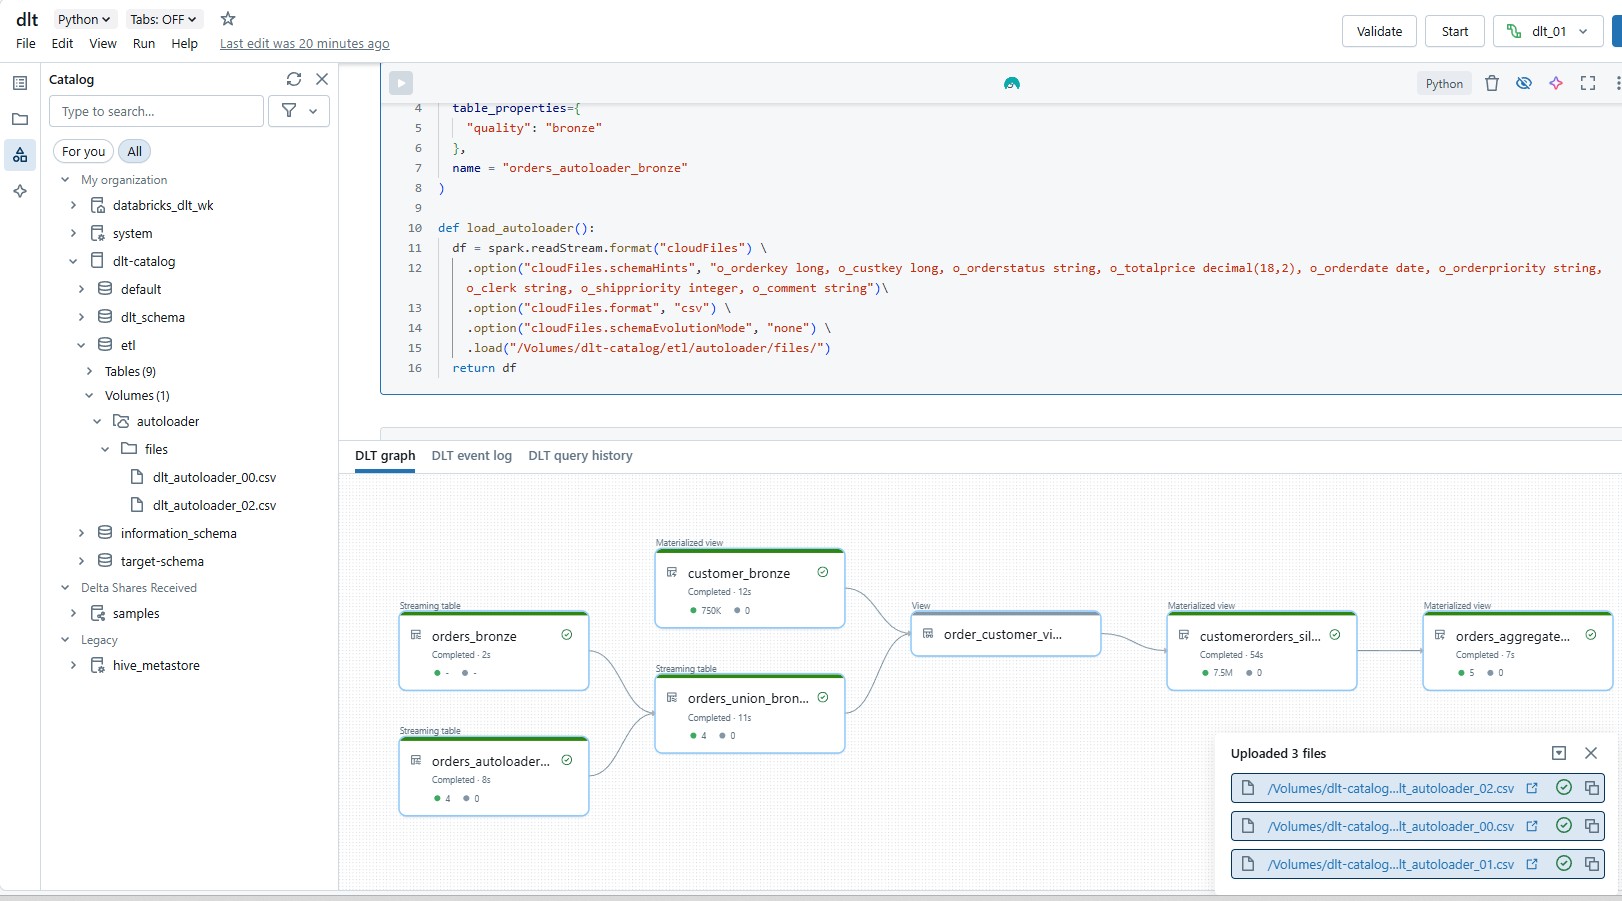 dlt Python Tabs: OFF
File Edit View Run Help Last edit was 20 minutes ago
Validate Start dlt_01
Catalog
Type to search...
For you All
My organization
databricks_dlt_wk
system
dlt-catalog
default
dlt_schema
etl
Tables (9)
Volumes (1)
autoloader
files
dlt_autoloader_00.csv
dlt_autoloader_02.csv
information_schema
target-schema
Delta Shares Received
samples
Legacy
hive_metastore
Python
4 table_properties={
5 "quality": "bronze"
6 },
7 name = "orders_autoloader_bronze"
8 )
9
10 def load_autoloader():
11 df = spark.readStream.format("cloudFiles") \
12 .option("cloudFiles.schemaHints", "o_orderkey long, o_custkey long, o_orderstatus string, o_totalprice decimal(18,2), o_orderdate date, o_orderpriority string,
o_clerk string, o_shippriority integer, o_comment string")\
13 .option("cloudFiles.format", "csv") \
14 .option("cloudFiles.schemaEvolutionMode", "none") \
15 .load("/Volumes/dlt-catalog/etl/autoloader/files/")
16 return df
DLT graph DLT event log DLT query history
Streaming table
orders_bronze
Completed · 2s
- -
Streaming table
orders_autoloader...
Completed · 8s
4 0
Materialized view
customer_bronze
Completed · 12s
750K 0
Streaming table
orders_union_bron...
Completed · 11s
4 0
View
order_customer_vi...
Materialized view
customerorders_sil...
Completed · 54s
7.5M 0
Materialized view
orders_aggregate...
Completed · 7s
5 0
Uploaded 3 files
/Volumes/dlt-catalog...lt_autoloader_02.csv
/Volumes/dlt-catalog...lt_autoloader_00.csv
/Volumes/dlt-catalog...lt_autoloader_01.csv